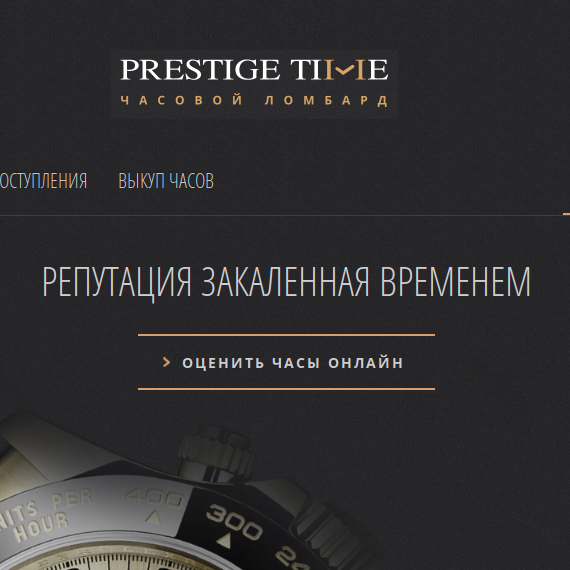 PRESTIGE TIME
ЧАСОВОЙ ЛОМБАРД
ОСТУПЛЕНИЯ ВЫКУП ЧАСОВ
РЕПУТАЦИЯ ЗАКАЛЕННАЯ ВРЕМЕНЕМ
ОЦЕНИТЬ ЧАСЫ ОНЛАЙН
NITS PER 400
HOUR 300
24